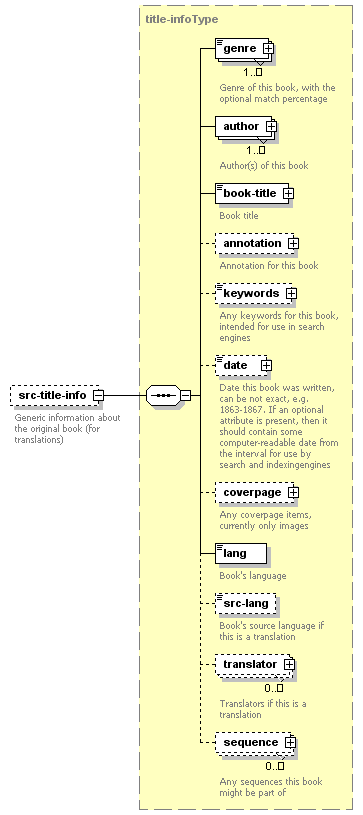 title-infoType
genre
1..
Genre of this book, with the
optional match percentage
author
1..
Author(s) of this book
book-title
Book title
annotation
Annotation for this book
keywords
Any keywords for this book,
intended for use in search
engines
date
Date this book was written,
can be not exact, e.g.
1863-1867. If an optional
attribute is present, then it
should contain some
computer-readable date from
the interval for use by
search and indexingengines
src-title-info
Generic information about
the original book (for
translations)
coverpage
Any coverpage items,
currently only images
lang
Book's language
src-lang
Book's source language if
this is a translation
translator
0..
Translators if this is a
translation
sequence
0..
Any sequences this book
might be part of